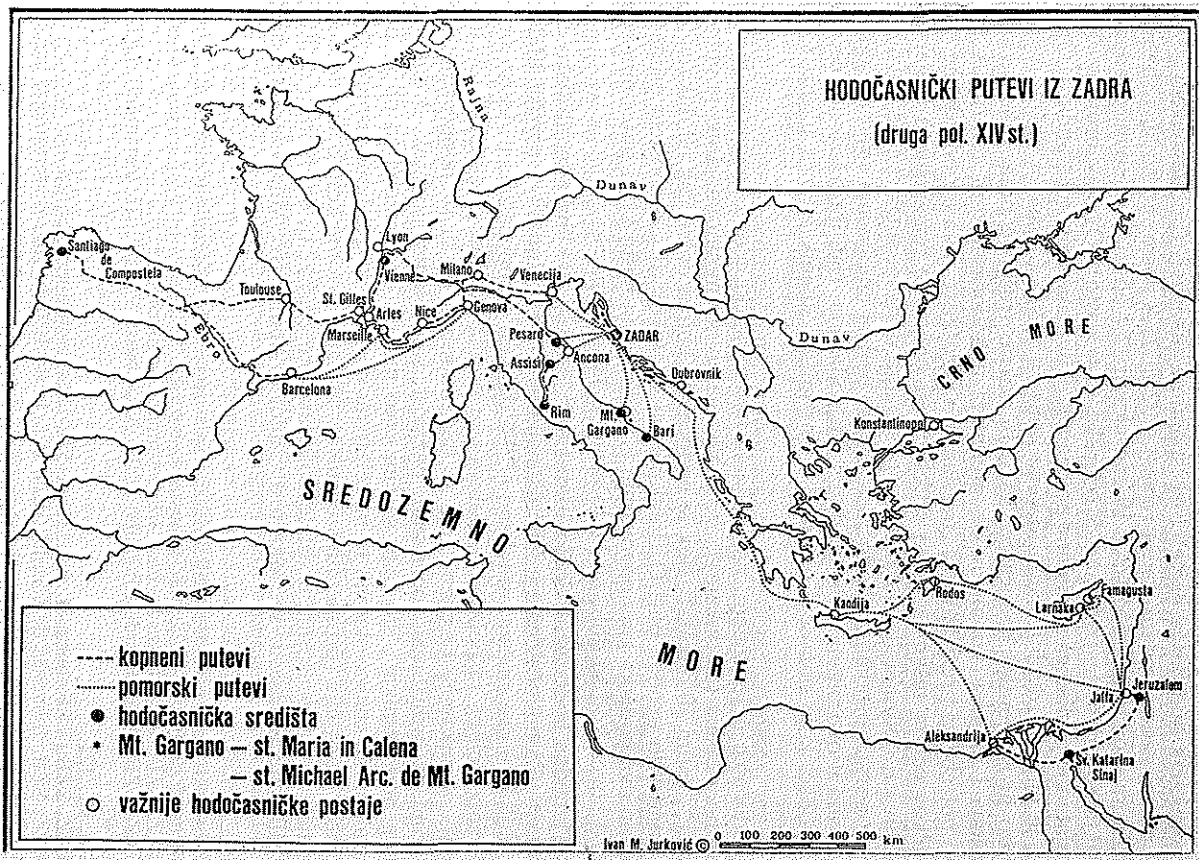 HODOČASNIČKI PUTEVI IZ ZADRA
(druga pol. XIV st.)
Rajna
Dunav
Santiago
de
Compostela
Lyon
Vienne
Milano
Venecija
Toulouse
St. Gilles
Arles
Nice
Genova
Marseille
Ebro
Barcelona
Pesaro
ZADAR
Ancona
Assisi
Rim
Mt.
Gargano
Bari
Dubrovnik
Dunav
CRNO MORE
Konstantinopol
SREDOZEMNO
MORE
Kandija
Rodos
Larnaka
Famagusta
Jaffa
Jeruzalem
Aleksandrija
Sv. Katarina
Sinaj
kopneni putevi
pomorski putevi
hodočasnička središta
* Mt. Gargano – st. Maria in Calena
– st. Michael Arc. de Mt. Gargano
važnije hodočasničke postaje
Ivan M. Jurković © 0 100 200 300 400 500 km